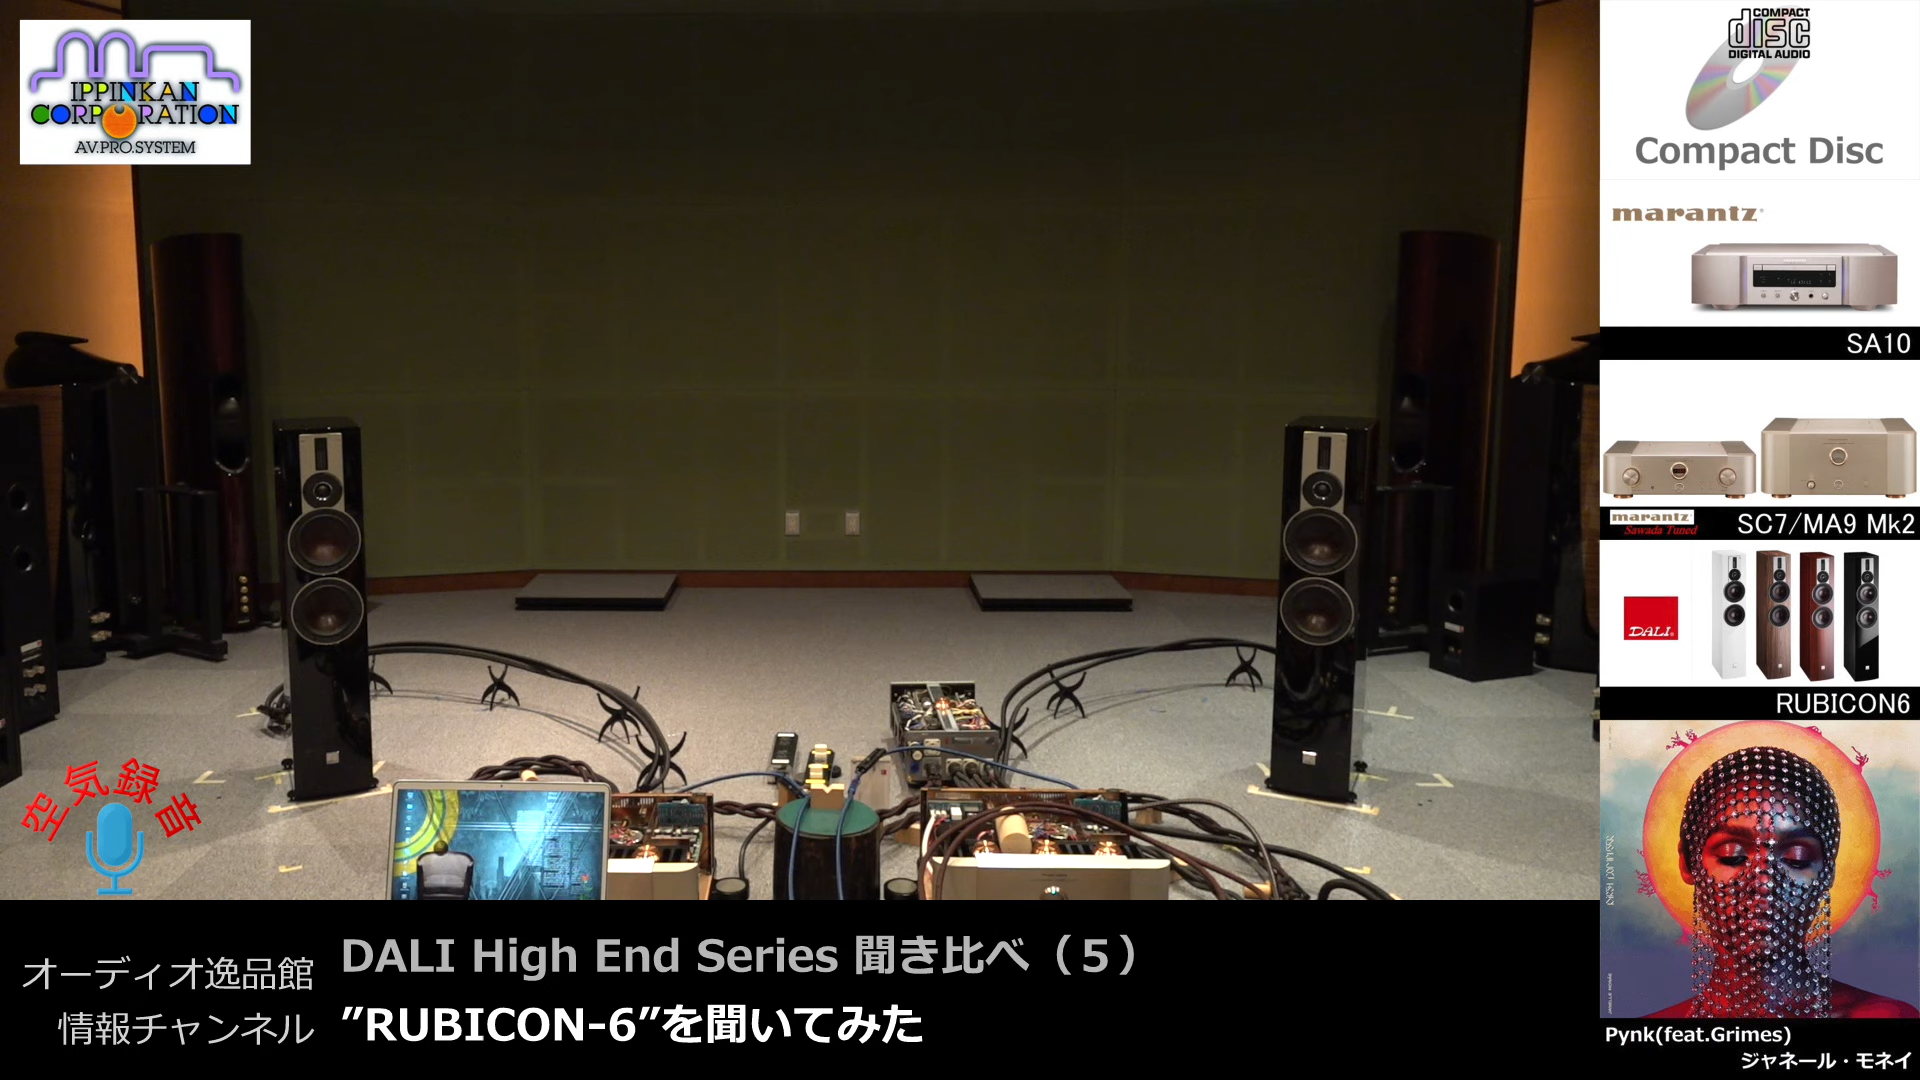 IPPINKAN
CORPORATION
AV.PRO.SYSTEM
COMPACT
disc
DIGITAL AUDIO
Compact Disc
marantz
SA10
marantz
Sawada Tuned
SC7/MA9 Mk2
DALI
RUBICON6
空気録音
オーディオ逸品館
情報チャンネル
DALI High End Series 聞き比べ（5）
”RUBICON-6”を聞いてみた
Pynk(feat.Grimes)
ジャネール・モネイ